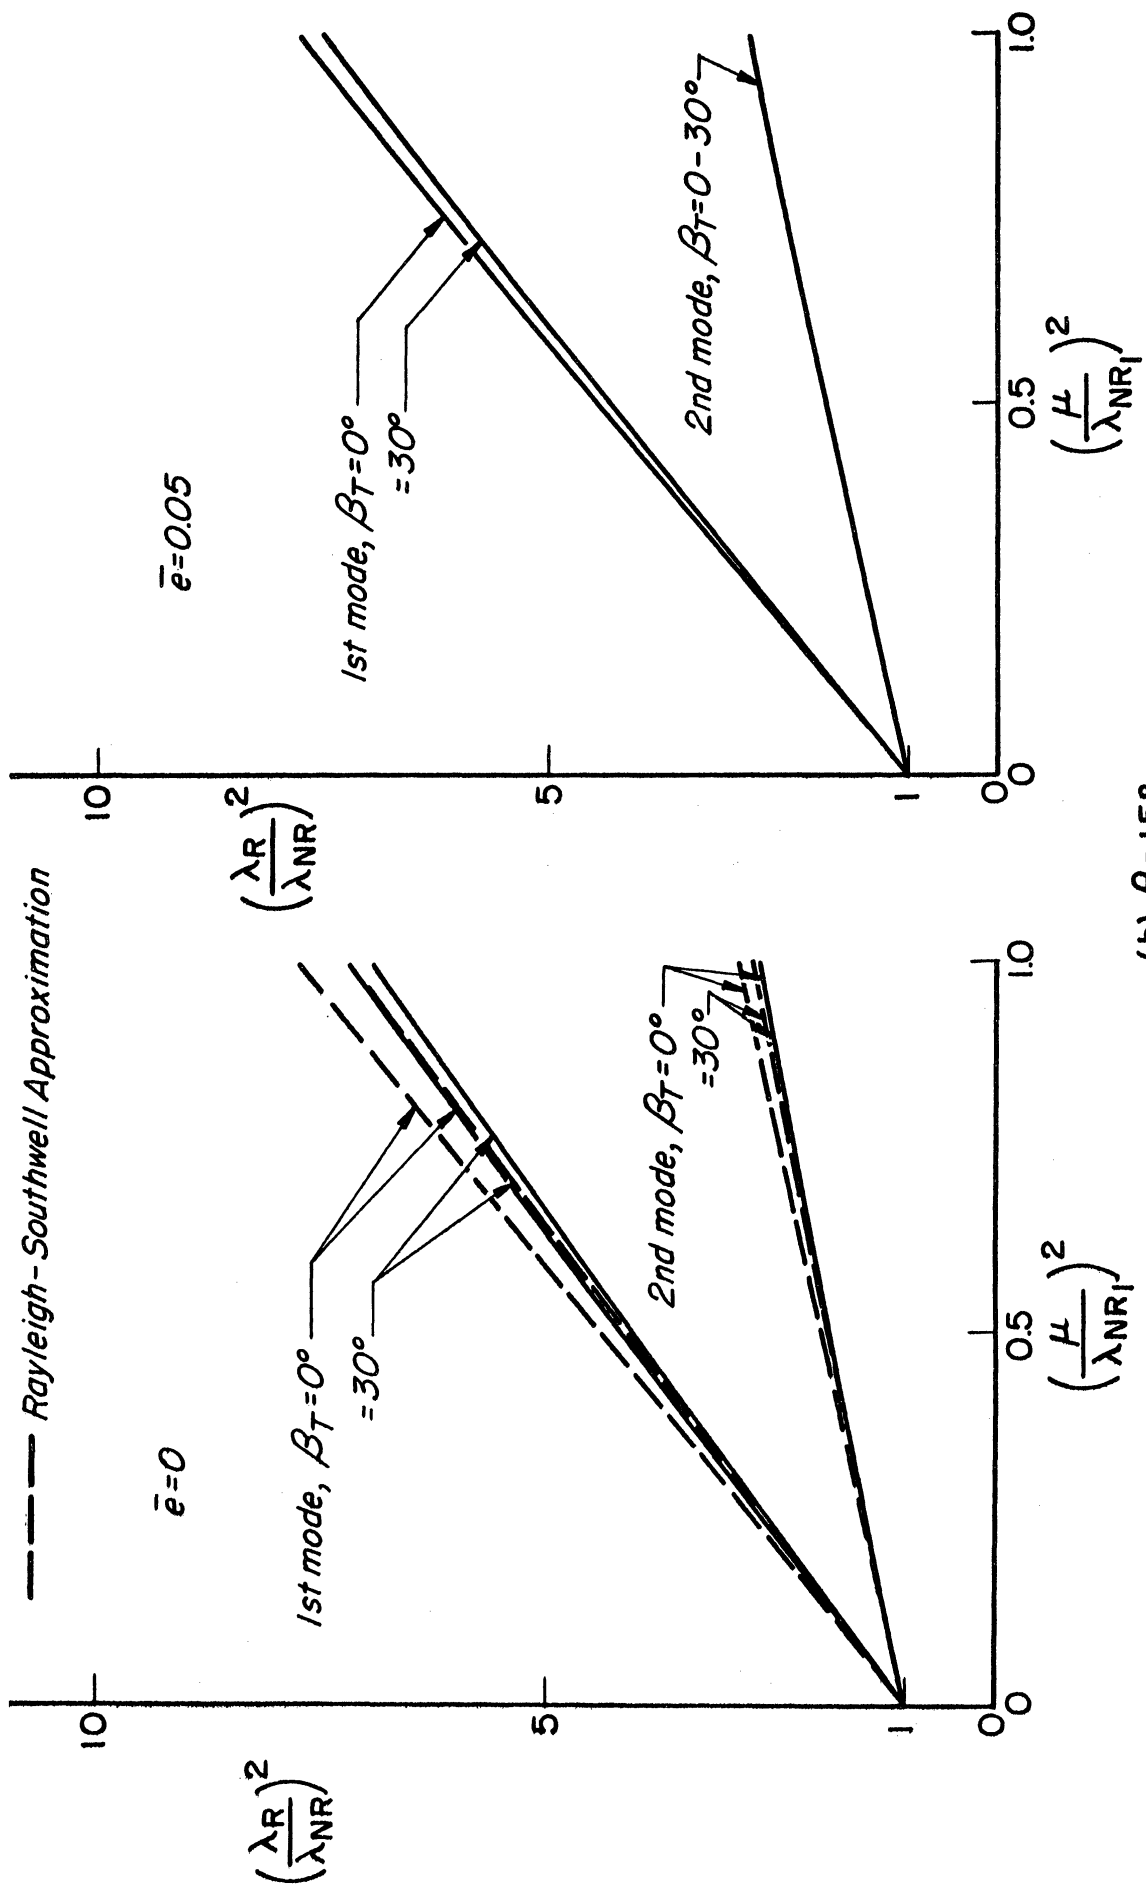 Rayleigh-Southwell Approximation
(λR/λNR)²
10
5
1
0
0
0.5
1.0
(μ/λNR1)²
ē=0
1st mode, βT=0°
=30°
2nd mode, βT=0°
=30°
(λR/λNR)²
10
5
1
0
0
0.5
1.0
(μ/λNR1)²
ē=0.05
1st mode, βT=0°
=30°
2nd mode, βT=0-30°